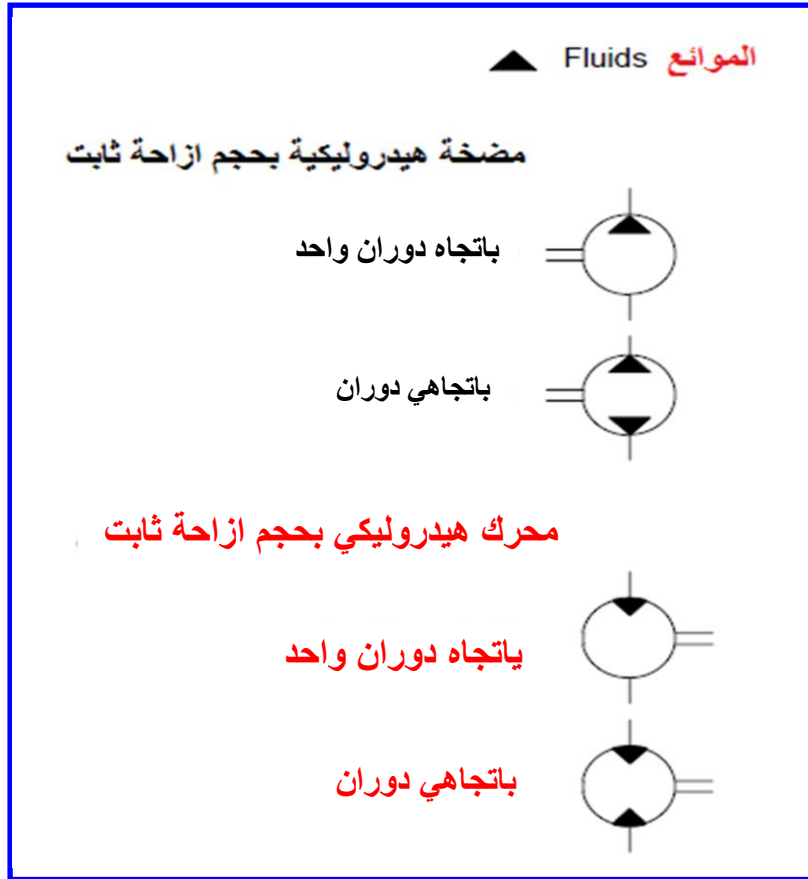 الموائع Fluids
مضخة هيدروليكية بحجم ازاحة ثابت
باتجاه دوران واحد
باتجاهي دوران
محرك هيدروليكي بحجم ازاحة ثابت
ياتجاه دوران واحد
باتجاهي دوران